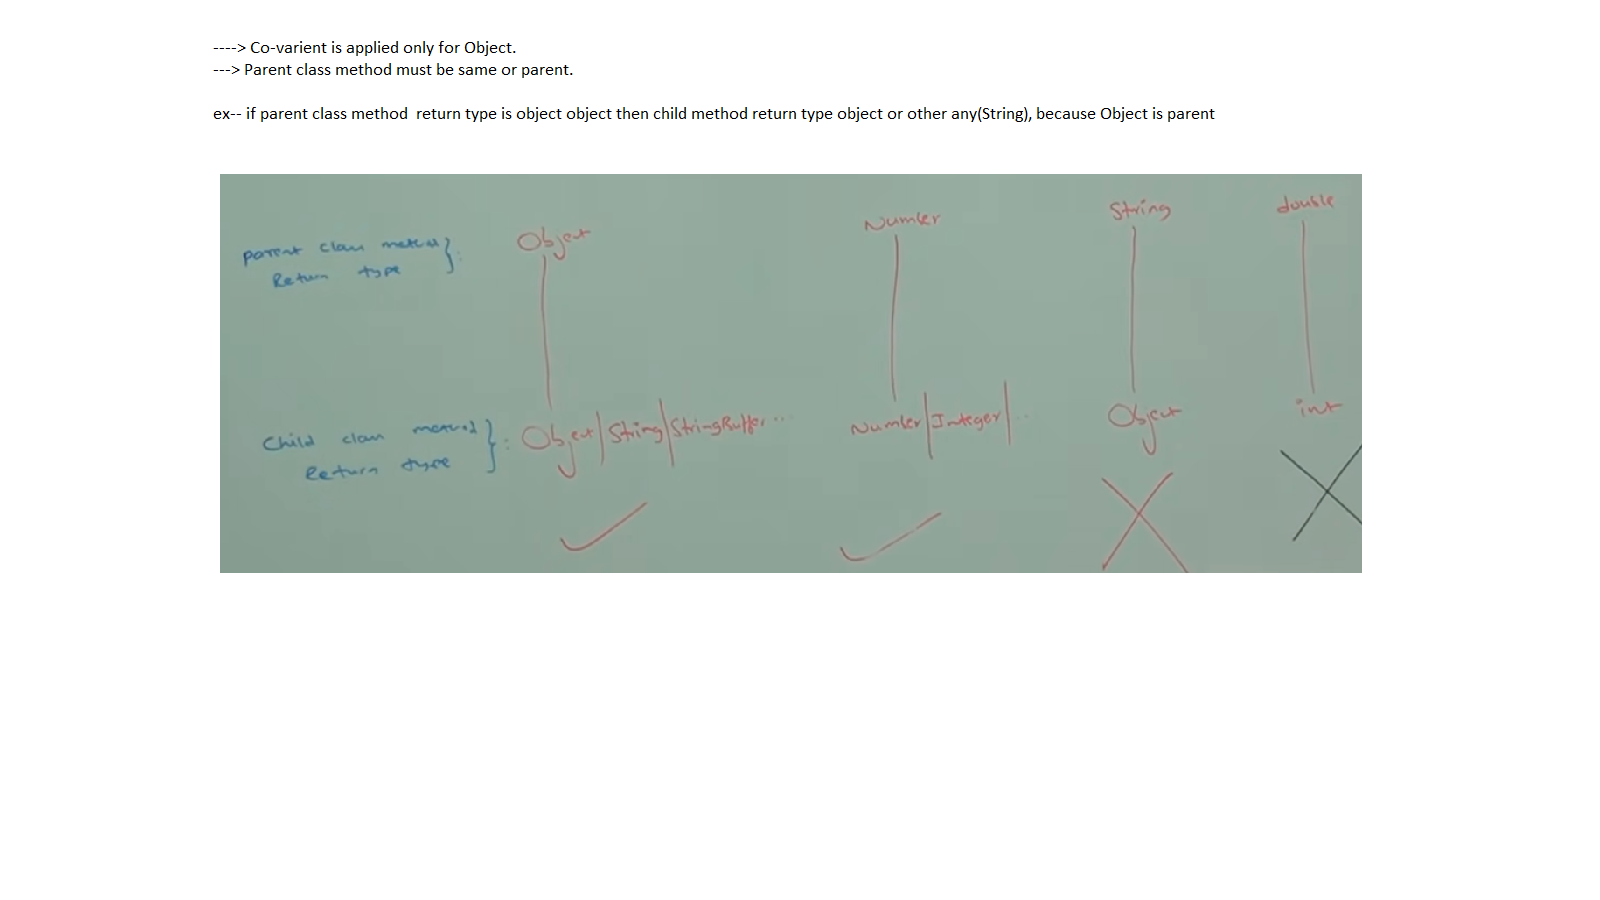 ----> Co-varient is applied only for Object.
---> Parent class method must be same or parent.
ex-- if parent class method  return type is object object then child method return type object or other any(String), because Object is parent
Object
Number
String
double
parent class method }:
Return type
Child class method }:
Return type
Object/String/StringBuffer...
Number/Integer/..
Object
int